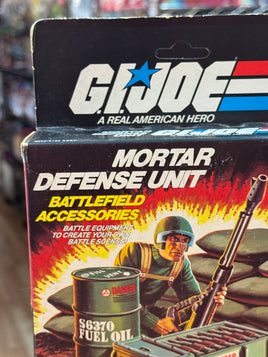 G.I.JOE
A REAL AMERICAN HERO
MORTAR
DEFENSE UNIT
BATTLEFIELD
ACCESSORIES
BATTLE EQUIPMENT
TO CREATE YOUR OWN
BATTLE SCENES!
DANGER
S6370
FUEL OIL